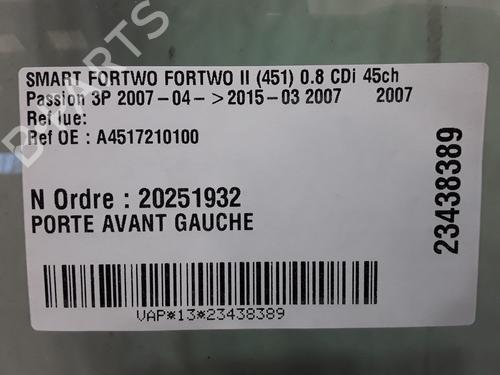 SMART FORTWO FORTWO II (451) 0.8 CDi 45ch
Passion 3P 2007-04-> 2015-03 2007 2007
Ref lue:
Ref OE : A4517210100
N Ordre : 20251932
PORTE AVANT GAUCHE
23438389
VAP*13*23438389
PARTS